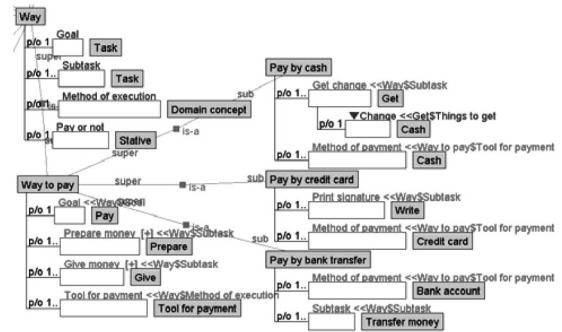 Way
Goal
p/o 1
Task
super
Subtask
p/o 1..
Task
Method of execution
p/o 1..
Domain concept
Pay or not
p/o 1
Stative
super
is-a
sub
Way to pay
super
is-a
sub
Goal <<Way$Goal
p/o 1
Pay
super
is-a
sub
Prepare money [+] <<Way$Subtask
p/o 1..
Prepare
Give money [+] <<Way$Subtask
p/o 1..
Give
Tool for payment <<Way$Method of execution
p/o 1..
Tool for payment
Pay by cash
Get change <<Way$Subtask
p/o 1..
Get
Change <<Get$Things to get
p/o 1
Cash
Method of payment <<Way to pay$Tool for payment
p/o 1..
Cash
Pay by credit card
Print signature <<Way$Subtask
p/o 1..
Write
Method of payment <<Way to pay$Tool for payment
p/o 1..
Credit card
Pay by bank transfer
Method of payment <<Way to pay$Tool for payment
p/o 1..
Bank account
Subtask <<Way$Subtask
p/o 1..
Transfer money